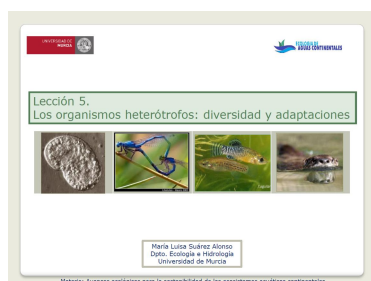 UNIVERSIDAD DE
MURCIA
ECOLOGÍA DE
AGUAS CONTINENTALES
Lección 5.
Los organismos heterótrofos: diversidad y adaptaciones
María Luisa Suárez Alonso
Dpto. Ecología e Hidrología
Universidad de Murcia